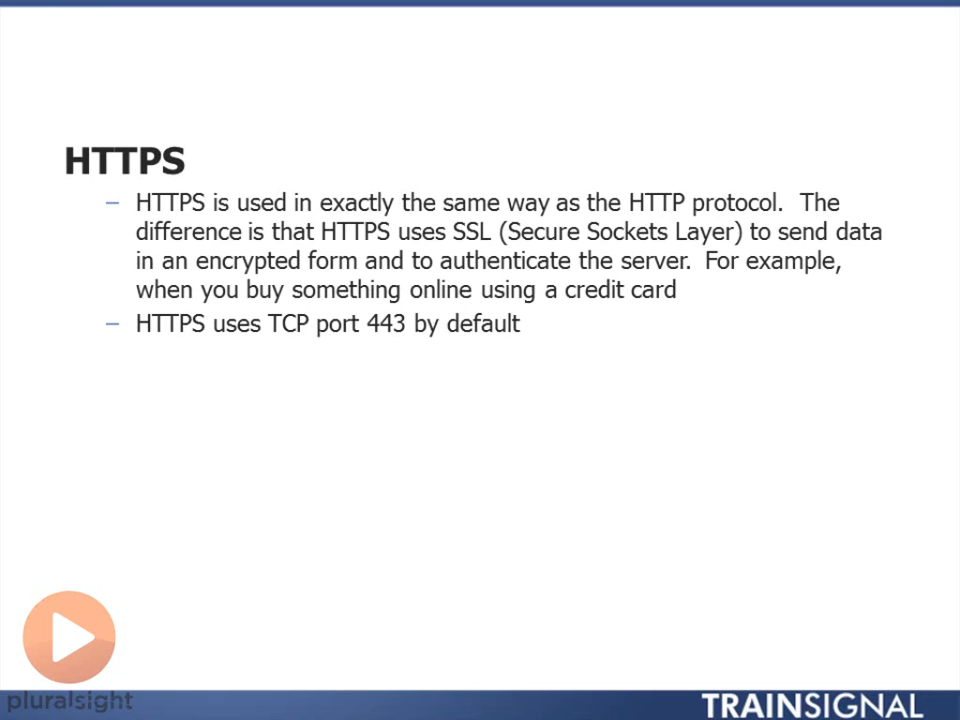 HTTPS
– HTTPS is used in exactly the same way as the HTTP protocol.  The
difference is that HTTPS uses SSL (Secure Sockets Layer) to send data
in an encrypted form and to authenticate the server.  For example,
when you buy something online using a credit card
– HTTPS uses TCP port 443 by default
pluralsight
TRAINSIGNAL